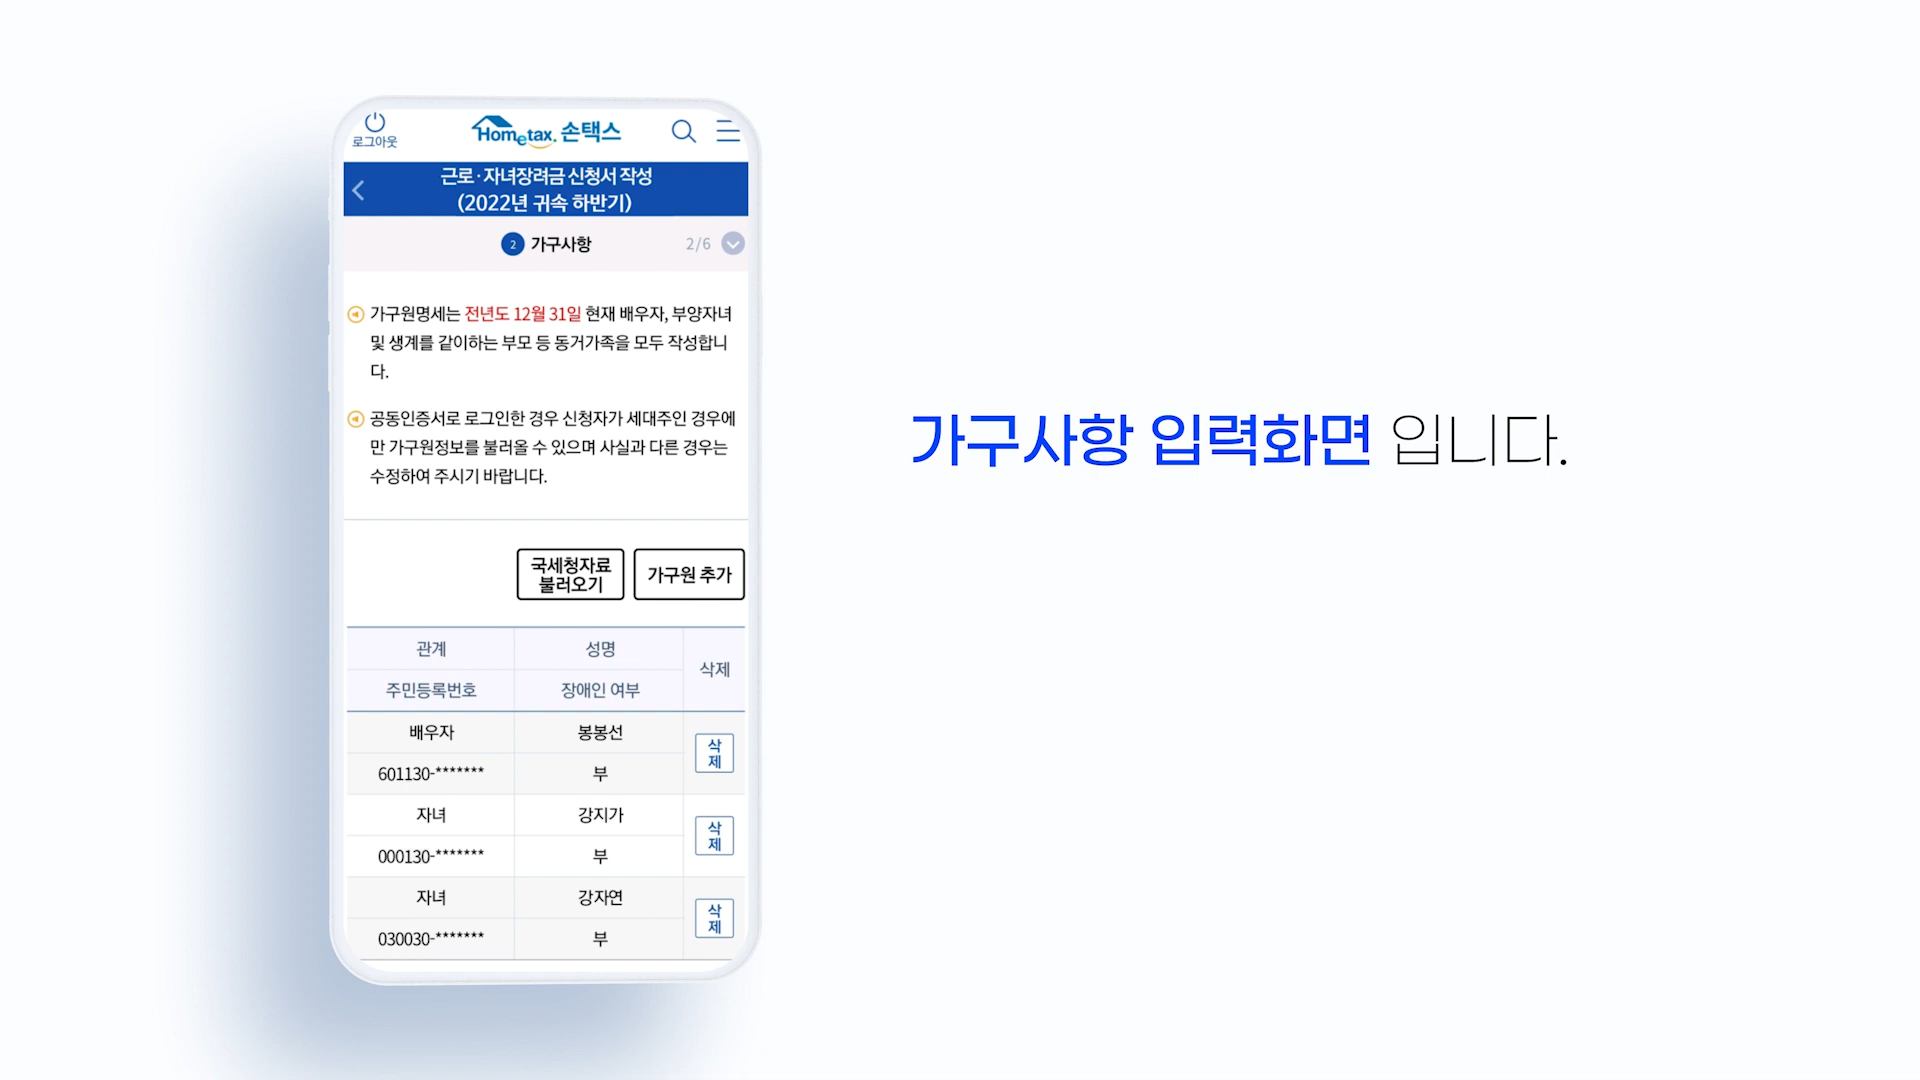 로그아웃
Hometax. 손택스
근로·자녀장려금 신청서 작성
(2022년 귀속 하반기)
2 가구사항 2/6
가구원명세는 전년도 12월 31일 현재 배우자, 부양자녀
및 생계를 같이하는 부모 등 동거가족을 모두 작성합니
다.
공동인증서로 로그인한 경우 신청자가 세대주인 경우에
만 가구원정보를 불러올 수 있으며 사실과 다른 경우는
수정하여 주시기 바랍니다.
국세청자료
불러오기
가구원 추가
관계 성명
삭제
주민등록번호 장애인 여부
배우자 봉봉선
삭
제
601130-******* 부
자녀 강지가
삭
제
000130-******* 부
자녀 강자연
삭
제
030030-******* 부
가구사항 입력화면 입니다.